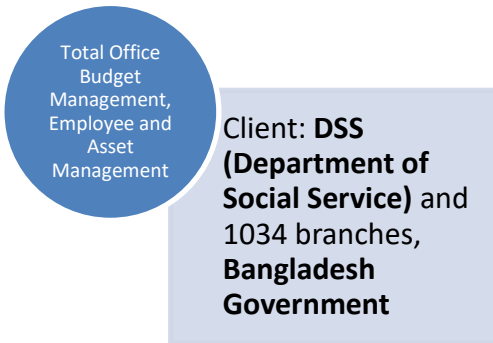 Total Office
Budget
Management,
Employee and
Asset
Management
Client: DSS
(Department of
Social Service) and
1034 branches,
Bangladesh
Government